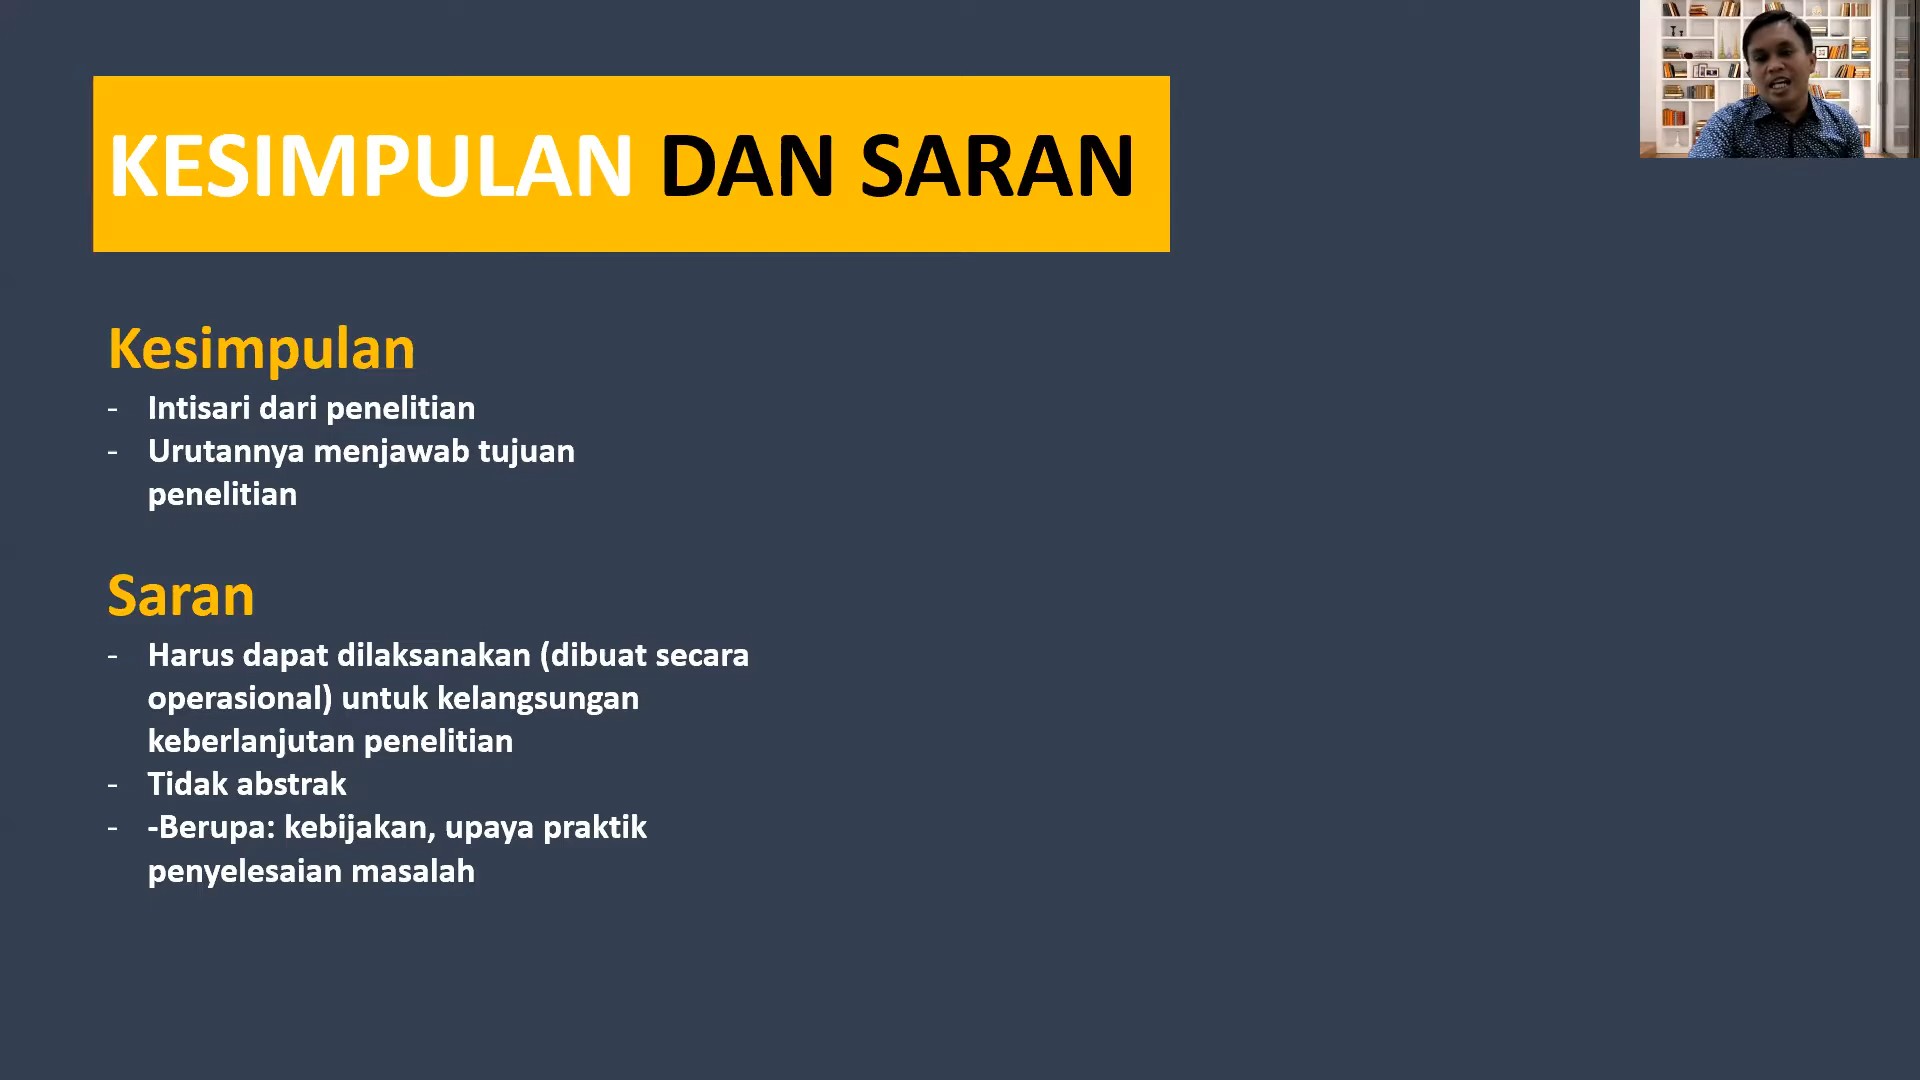 KESIMPULAN DAN SARAN
Kesimpulan
- Intisari dari penelitian
- Urutannya menjawab tujuan
penelitian
Saran
- Harus dapat dilaksanakan (dibuat secara
operasional) untuk kelangsungan
keberlanjutan penelitian
- Tidak abstrak
- -Berupa: kebijakan, upaya praktik
penyelesaian masalah